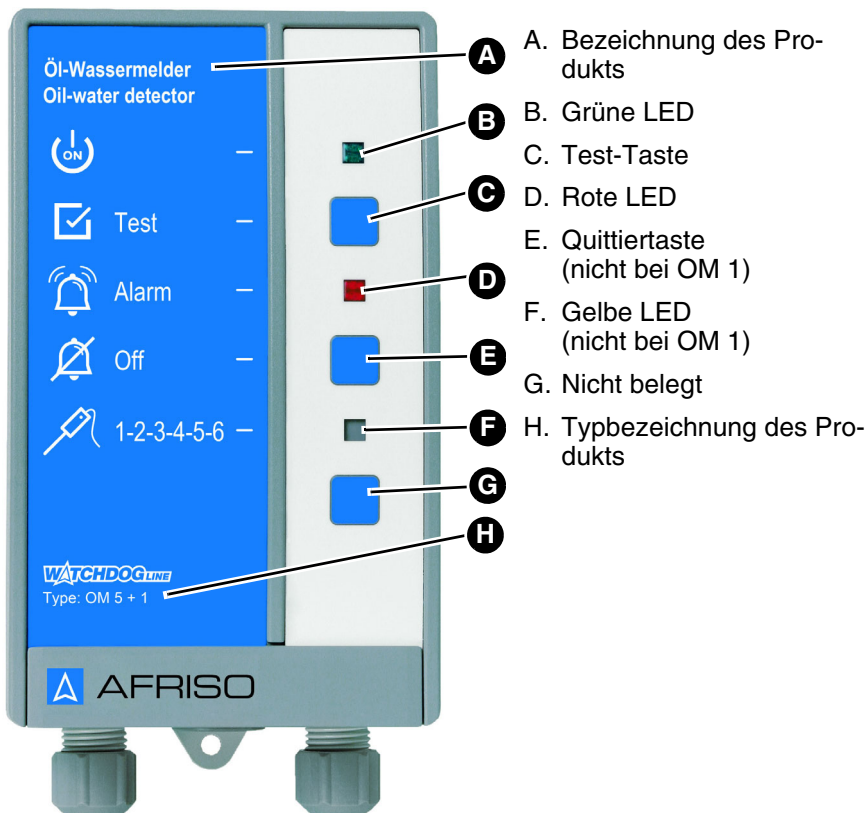 Öl-Wassermelder
Oil-water detector
ON
Test
Alarm
Off
1-2-3-4-5-6
WATCHDOG LINE
Type: OM 5 + 1
AFRISO
A
B
C
D
E
F
G
H
A. Bezeichnung des Pro-
dukts
B. Grüne LED
C. Test-Taste
D. Rote LED
E. Quittiertaste
(nicht bei OM 1)
F. Gelbe LED
(nicht bei OM 1)
G. Nicht belegt
H. Typbezeichnung des Pro-
dukts